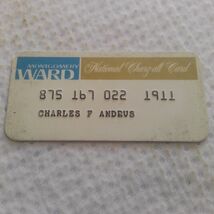 MONTGOMERY
WARD National Charg-all Card
875 167 022 1911
CHARLES F ANDRUS